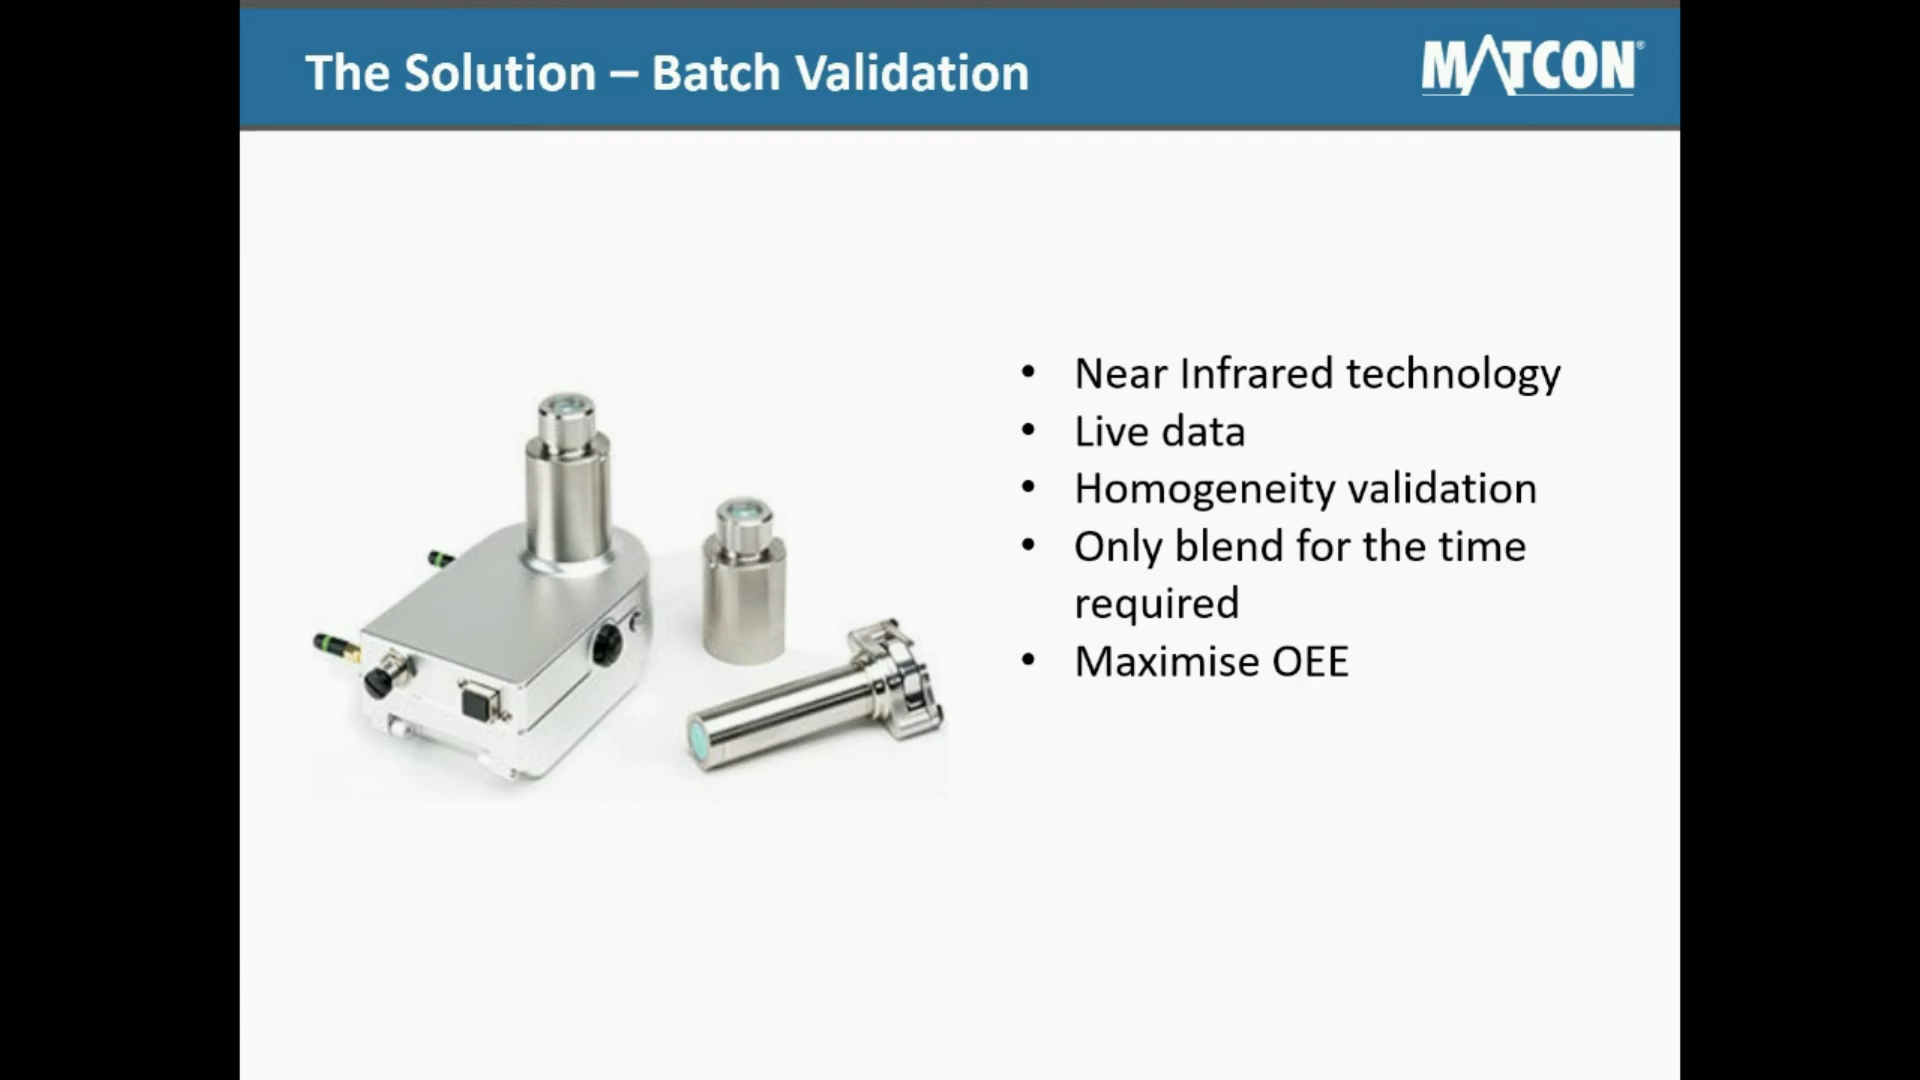 The Solution – Batch Validation
MATCON®
• Near Infrared technology
• Live data
• Homogeneity validation
• Only blend for the time
required
• Maximise OEE